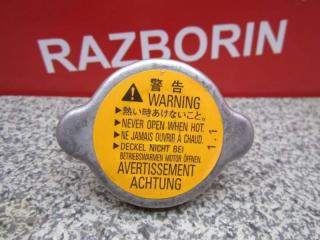 RAZBORIN
警告
WARNING
▶熱い時あけないこと。
▶NEVER OPEN WHEN HOT.
▶NE JAMAIS OUVRIR À CHAUD.
▶DECKEL NICHT BEI
BETRIEBSWARMEN MOTOR ÖFFNEN.
AVERTISSEMENT
ACHTUNG
1.1